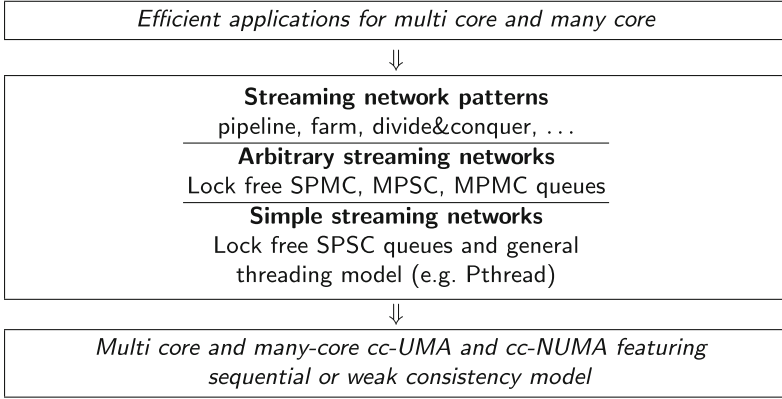 Efficient applications for multi core and many core
⇓
Streaming network patterns
pipeline, farm, divide&conquer, ...
Arbitrary streaming networks
Lock free SPMC, MPSC, MPMC queues
Simple streaming networks
Lock free SPSC queues and general
threading model (e.g. Pthread)
⇓
Multi core and many-core cc-UMA and cc-NUMA featuring
sequential or weak consistency model